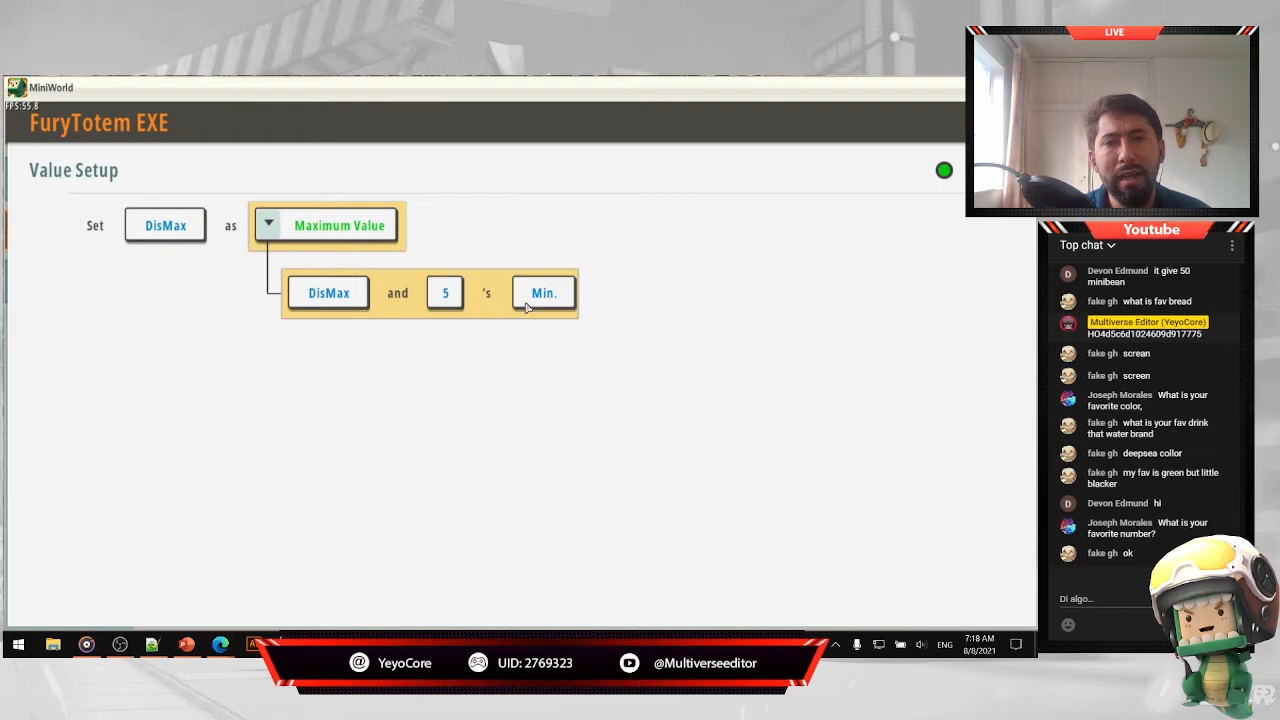 LIVE
MiniWorld
FPS:55.8
FuryTotem EXE
Value Setup
Set DisMax as Maximum Value
DisMax and 5 's Min.
Youtube
Top chat
Devon Edmund it give 50
minibean
fake gh what is fav bread
Multiverse Editor (YeyoCore)
HO4d5c6d1024609d917775
fake gh screan
fake gh screen
Joseph Morales What is your
favorite color,
fake gh what is your fav drink
that water brand
fake gh deepsea collor
fake gh my fav is green but little
blacker
Devon Edmund hi
Joseph Morales What is your
favorite number?
fake gh ok
Di algo...
ENG
7:18 AM
8/8/2021
YeyoCore
UID: 2769323
@Multiverseeditor